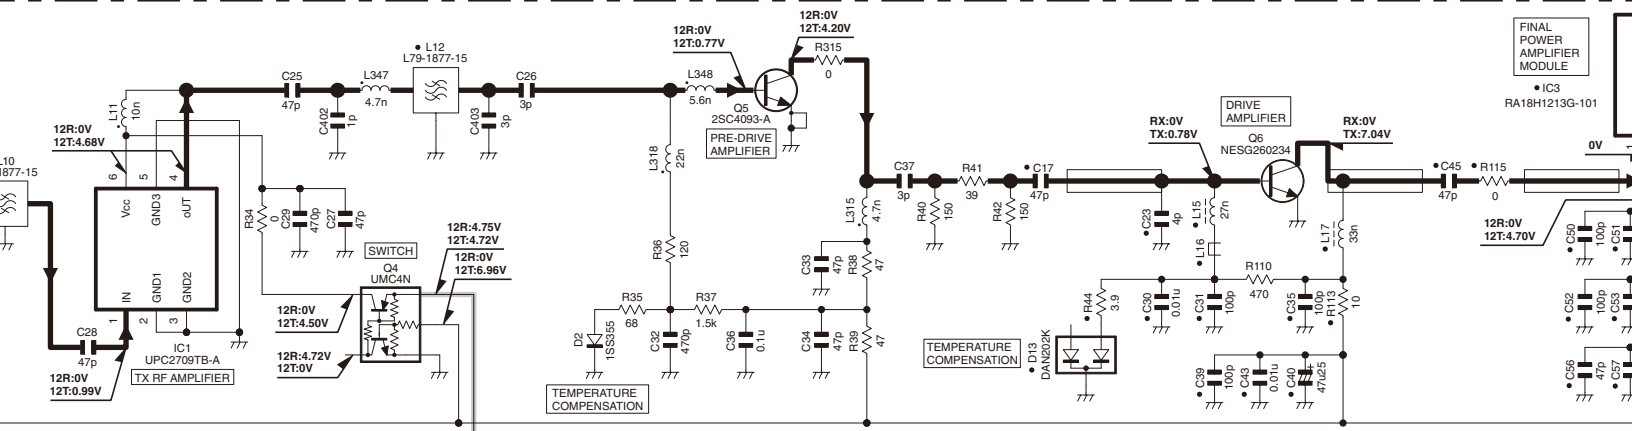 L10
1877-15
12R:0V
12T:4.68V
L11
10n
6
5
4
Vcc
GND3
oUT
IN
GND1
GND2
1
2
3
C28
47p
12R:0V
12T:0.99V
IC1
UPC2709TB-A
TX RF AMPLIFIER
R34
0
C29
470p
C27
47p
C25
47p
C402
1p
L347
4.7n
L12
L79-1877-15
C403
3p
C26
3p
SWITCH
Q4
UMC4N
12R:4.75V
12T:4.72V
12R:0V
12T:6.96V
12R:0V
12T:4.50V
12R:4.72V
12T:0V
12R:0V
12T:0.77V
L348
5.6n
Q5
2SC4093-A
PRE-DRIVE
AMPLIFIER
12R:0V
12T:4.20V
R315
0
L318
22n
R36
120
R35
68
R37
1.5k
D2
1SS355
C32
470p
C36
0.1u
C34
47p
R39
47
C33
47p
R38
47
L315
4.7n
TEMPERATURE
COMPENSATION
C37
3p
R40
150
R41
39
R42
150
C17
47p
RX:0V
TX:0.78V
DRIVE
AMPLIFIER
Q6
NESG260234
RX:0V
TX:7.04V
C23
4p
L15
27n
L16
L17
33n
R44
3.9
C30
0.01u
C31
100p
R110
470
C35
100p
R113
10
TEMPERATURE
COMPENSATION
D13
DAN202K
C39
100p
C43
0.01u
C40
47u25
FINAL
POWER
AMPLIFIER
MODULE
IC3
RA18H1213G-101
0V
1
C45
47p
R115
0
12R:0V
12T:4.70V
C50
100p
C51
C52
100p
C53
C56
47p
C57